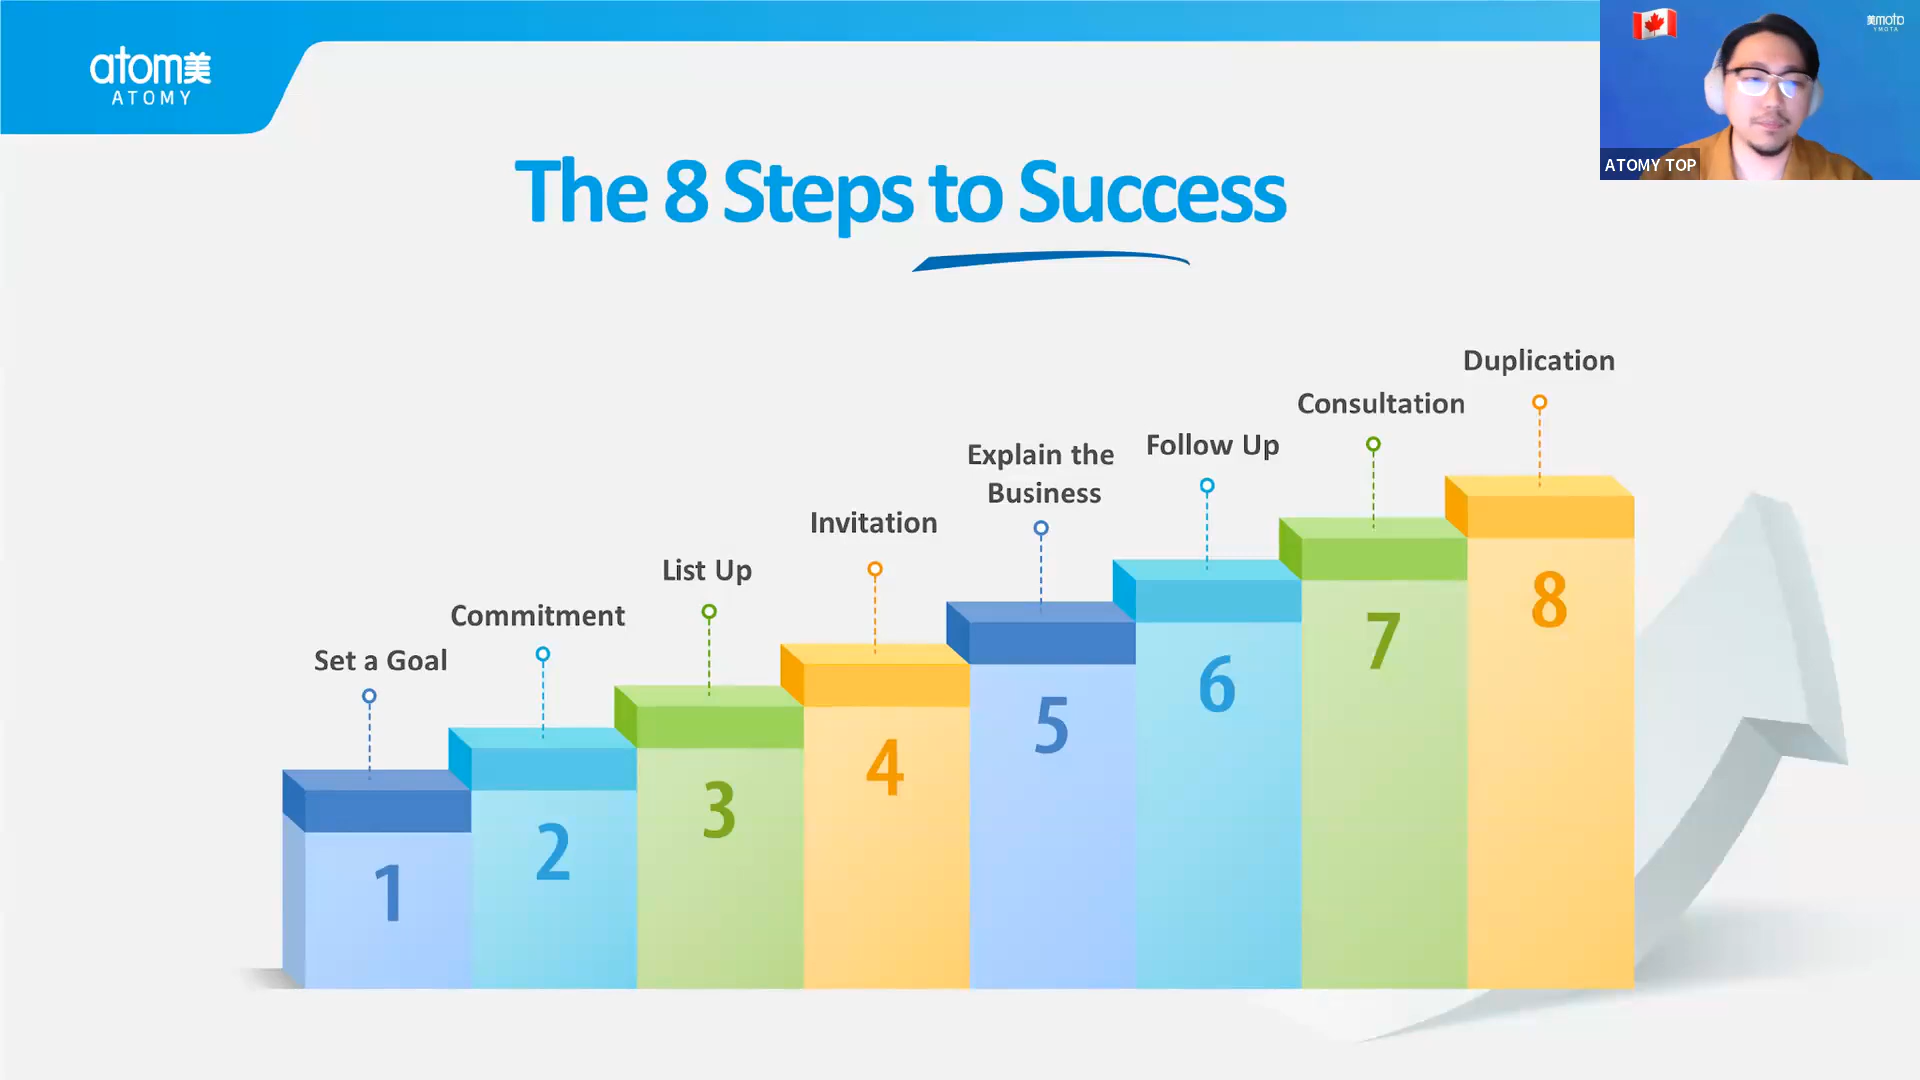 atom美
ATOMY
ATOMY TOP
The 8 Steps to Success
Set a Goal
Commitment
List Up
Invitation
Explain the
Business
Follow Up
Consultation
Duplication
1
2
3
4
5
6
7
8